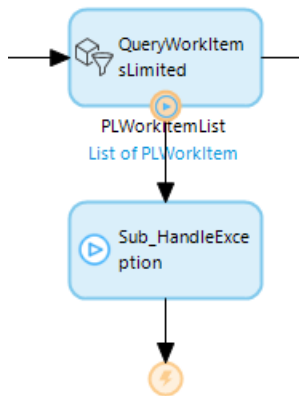 QueryWorkItem
sLimited
PLWorkItemList
List of PLWorkItem
Sub_HandleExce
ption